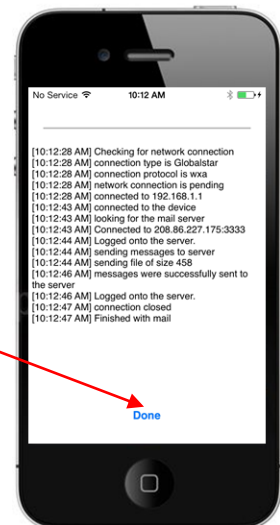 No Service 10:12 AM
[10:12:28 AM] Checking for network connection
[10:12:28 AM] connection type is Globalstar
[10:12:28 AM] connection protocol is wxa
[10:12:28 AM] network connection is pending
[10:12:28 AM] connected to 192.168.1.1
[10:12:43 AM] connected to the device
[10:12:43 AM] looking for the mail server
[10:12:43 AM] Connected to 208.86.227.175:3333
[10:12:44 AM] Logged onto the server.
[10:12:44 AM] sending messages to server
[10:12:44 AM] sending file of size 458
[10:12:46 AM] messages were successfully sent to
the server
[10:12:46 AM] Logged onto the server.
[10:12:47 AM] connection closed
[10:12:47 AM] Finished with mail
Done